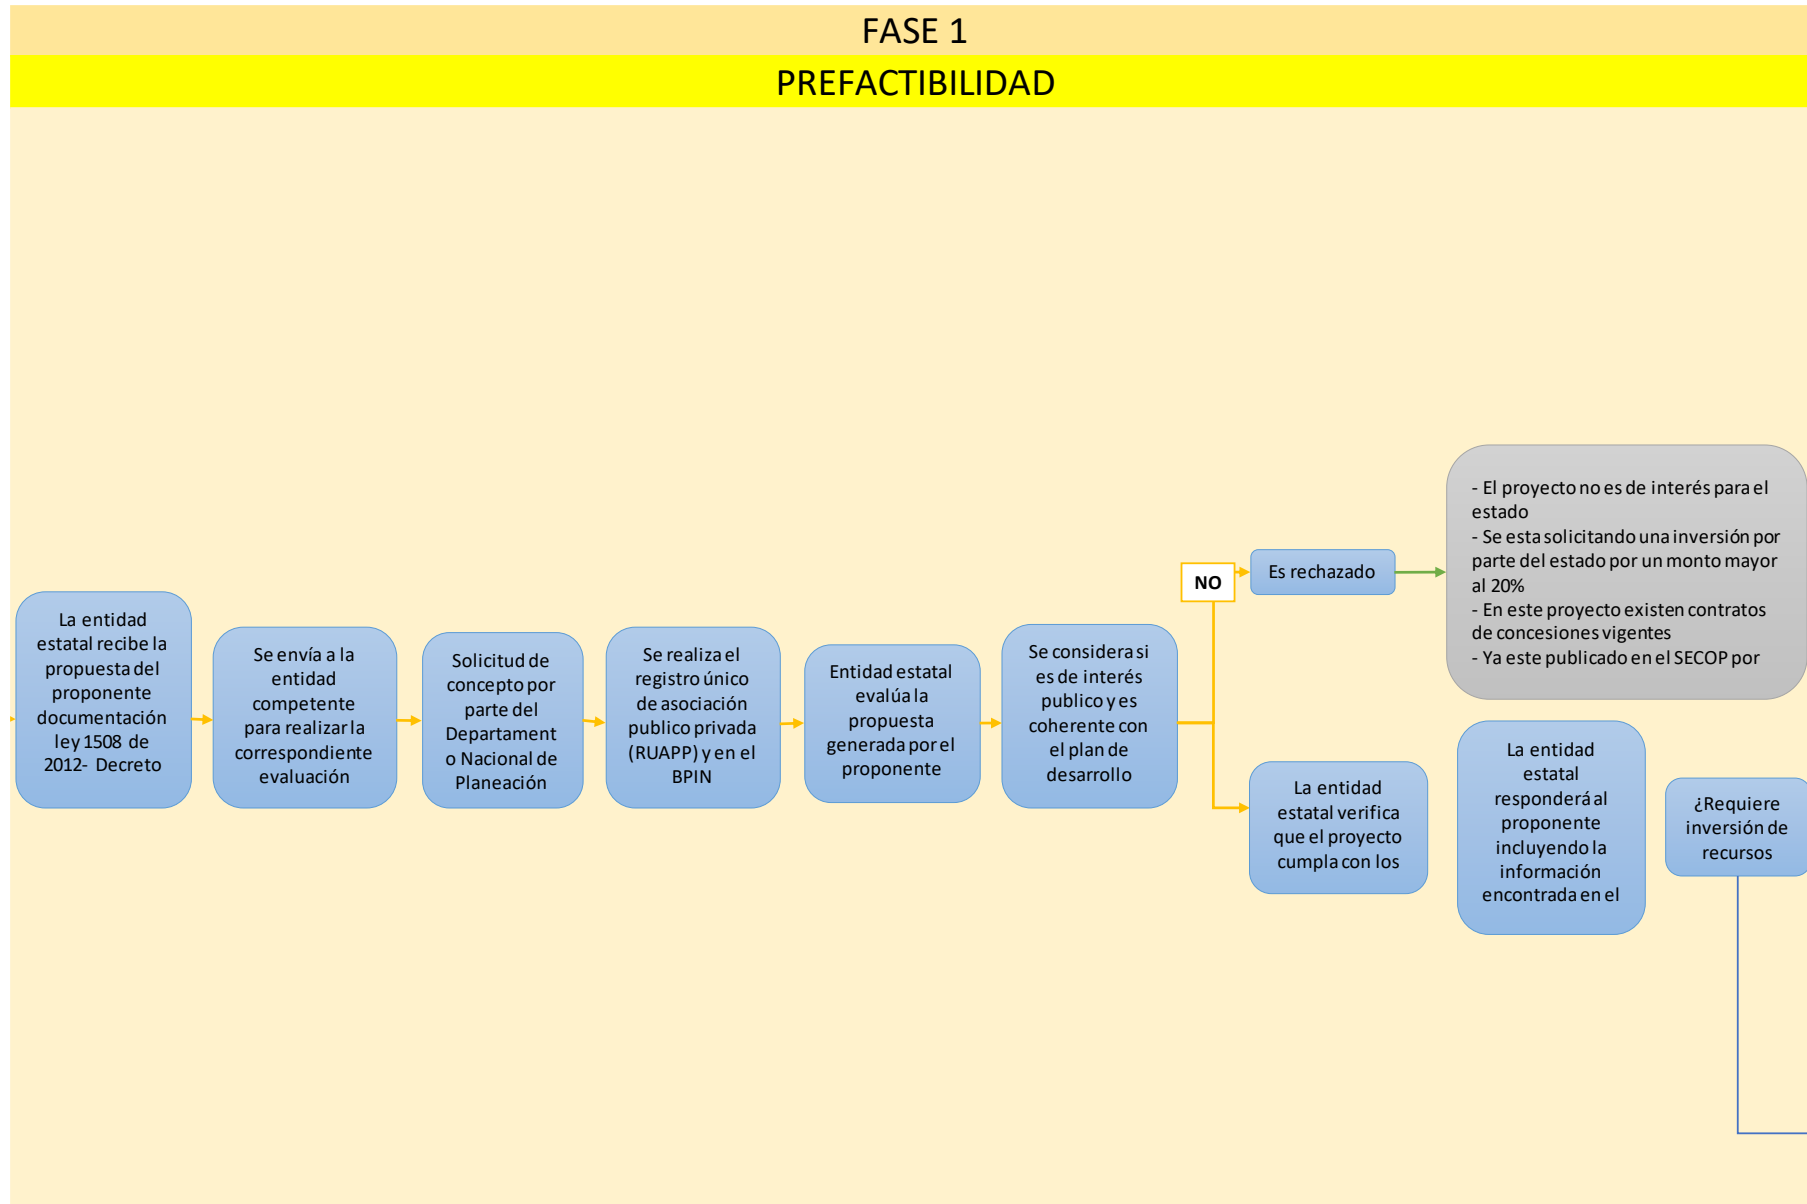 FASE 1
PREFACTIBILIDAD
La entidad
estatal recibe la
propuesta del
proponente
documentación
ley 1508 de
2012- Decreto
Se envía a la
entidad
competente
para realizar la
correspondiente
evaluación
Solicitud de
concepto por
parte del
Departament
o Nacional de
Planeación
Se realiza el
registro único
de asociación
publico privada
(RUAPP) y en el
BPIN
Entidad estatal
evalúa la
propuesta
generada por el
proponente
Se considera si
es de interés
publico y es
coherente con
el plan de
desarrollo
NO
Es rechazado
- El proyecto no es de interés para el
estado
- Se esta solicitando una inversión por
parte del estado por un monto mayor
al 20%
- En este proyecto existen contratos
de concesiones vigentes
- Ya este publicado en el SECOP por
La entidad
estatal verifica
que el proyecto
cumpla con los
La entidad
estatal
responderá al
proponente
incluyendo la
información
encontrada en el
¿Requiere
inversión de
recursos